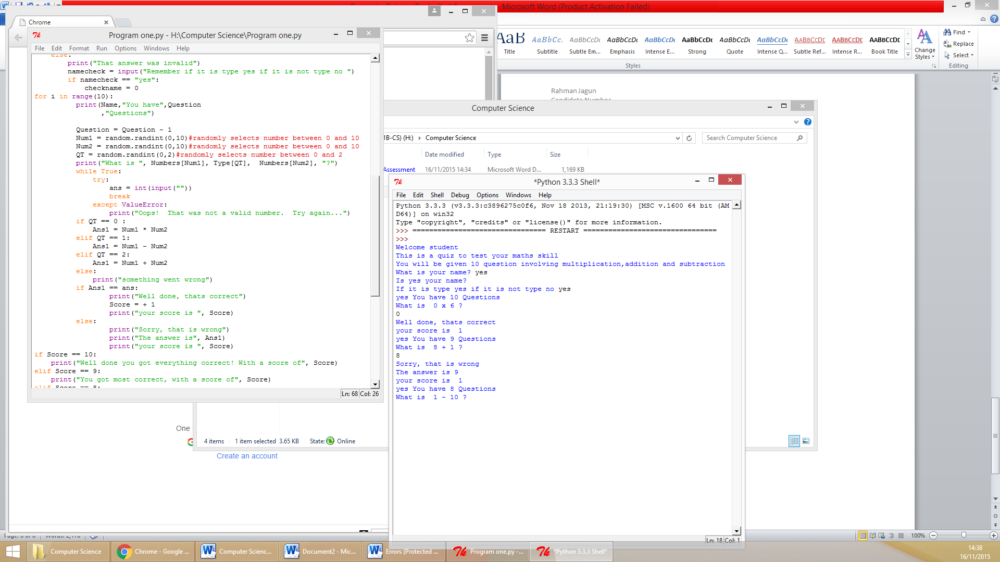 Microsoft Word (Product Activation Failed)
Chrome
Program one.py - H:\Computer Science\Program one.py
File Edit Format Run Options Windows Help
else:
print("That answer was invalid")
namecheck = input("Remember if it is type yes if it is not type no ")
if namecheck == "yes":
checkname = 0
for i in range(10):
print(Name,"You have",Question
,"Questions")
Question = Question - 1
Num1 = random.randint(0,10)#randomly selects number between 0 and 10
Num2 = random.randint(0,10)#randomly selects number between 0 and 10
QT = random.randint(0,2)#randomly selects number between 0 and 2
print("What is ", Numbers[Num1], Type[QT],  Numbers[Num2], "?")
while True:
try:
ans = int(input(""))
break
except ValueError:
print("Oops!  That was not a valid number.  Try again...")
if QT == 0 :
Ans1 = Num1 * Num2
elif QT == 1:
Ans1 = Num1 - Num2
elif QT == 2:
Ans1 = Num1 + Num2
else:
print("something went wrong")
if Ans1 == ans:
print("Well done, thats correct")
Score = + 1
print("your score is ", Score)
else:
print("Sorry, that is wrong")
print("The answer is", Ans1)
print("your score is ", Score)
if Score == 10:
print("Well done you got everything correct! With a score of", Score)
elif Score == 9:
print("You got most correct, with a score of", Score)
elif Score == 8:
Ln: 68 Col: 26
AaB AaBbCc. AaBbCcDc AaBbCcDc AaBbCcDc AaBbCcDc AaBbCcDc AaBbCcDc AABBCCDE AABBCCDE AaBbCcDc
Title Subtitle Subtle Em... Emphasis Intense E... Strong Quote Intense Q... Subtle Ref... Intense R... Book Title
Styles
Change Styles
Find
Replace
Select
Editing
Rahman Jagun
Candidate Number
Computer Science
1B-CS) (H:) Computer Science
Search Computer Science
Date modified Type Size
Assessment 16/11/2015 14:34 Microsoft Word D... 1,169 KB
*Python 3.3.3 Shell*
File Edit Shell Debug Options Windows Help
Python 3.3.3 (v3.3.3:c3896275c0f6, Nov 18 2013, 21:19:30) [MSC v.1600 64 bit (AM
D64)] on win32
Type "copyright", "credits" or "license()" for more information.
>>> ================================ RESTART ================================
>>>
Welcome student
This is a quiz to test your maths skill
You will be given 10 question involving multiplication,addition and subtraction
What is your name? yes
Is yes your name?
If it is type yes if it is not type no yes
yes You have 10 Questions
What is  0 x 6 ?
0
Well done, thats correct
your score is  1
yes You have 9 Questions
What is  8 + 1 ?
8
Sorry, that is wrong
The answer is 9
your score is  1
yes You have 8 Questions
What is  1 - 10 ?
Ln: 18 Col: 1
One
4 items 1 item selected 3.65 KB State: Online
Create an account
100%
Computer Science
Chrome - Google ...
Computer Scienc...
Document2 - Mic...
Errors (Protected ...
Program one.py -...
*Python 3.3.3 Shell*
14:38
16/11/2015